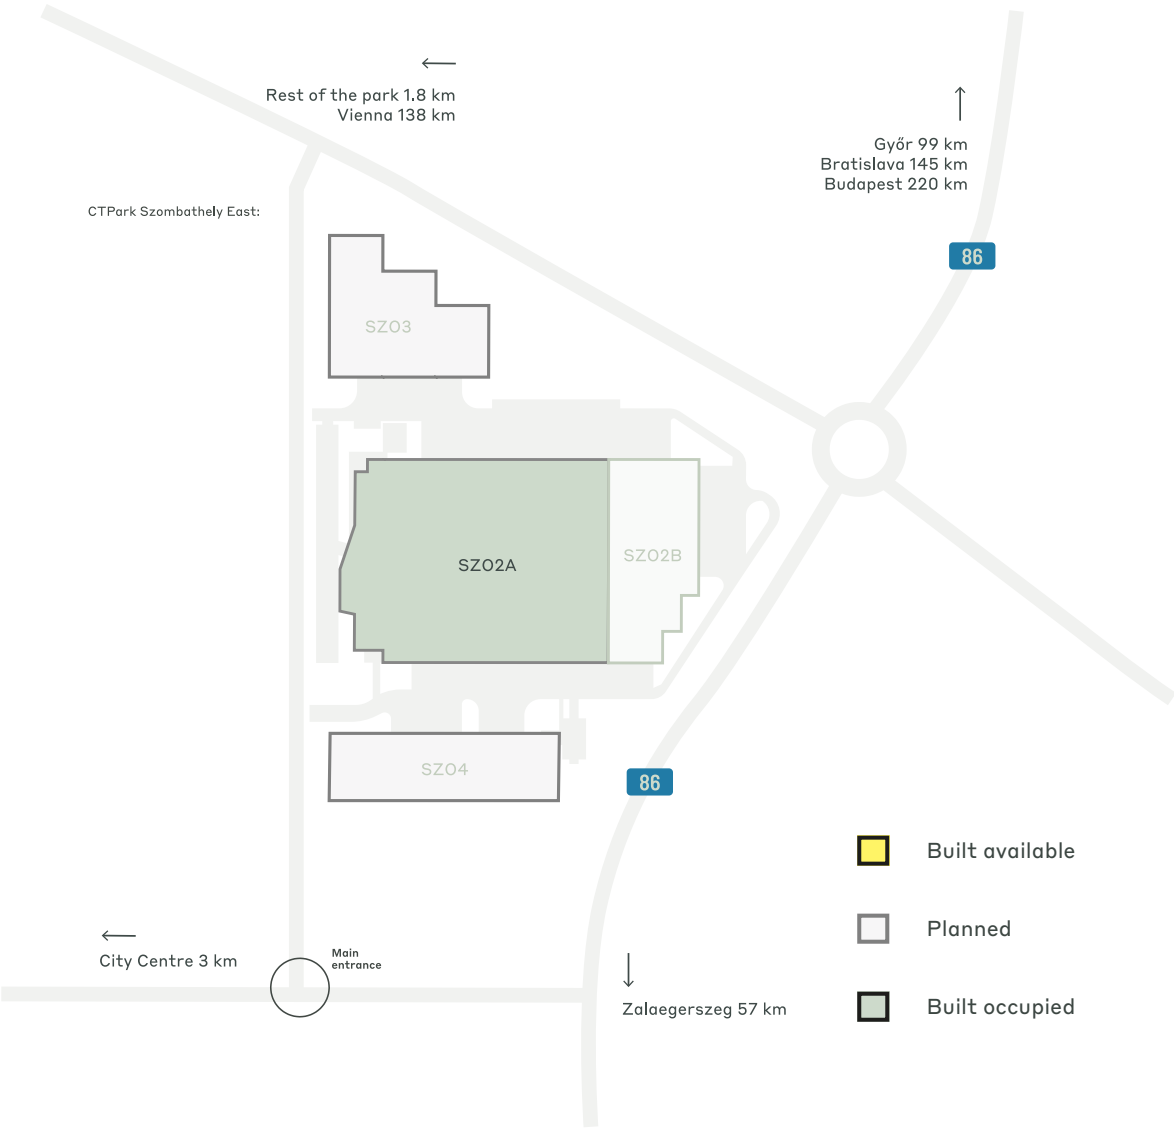 Rest of the park 1.8 km
Vienna 138 km
Győr 99 km
Bratislava 145 km
Budapest 220 km
CTPark Szombathely East:
86
SZO3
SZO2A
SZO2B
SZO4
86
Built available
Planned
Built occupied
City Centre 3 km
Main
entrance
Zalaegerszeg 57 km